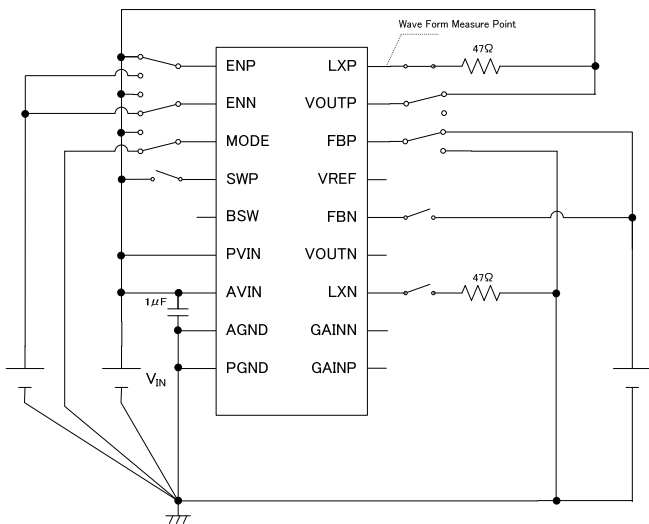 Wave Form Measure Point
47Ω
ENP
LXP
ENN
VOUTP
MODE
FBP
SWP
VREF
BSW
FBN
PVIN
VOUTN
47Ω
AVIN
LXN
1μF
AGND
GAINN
PGND
GAINP
VIN